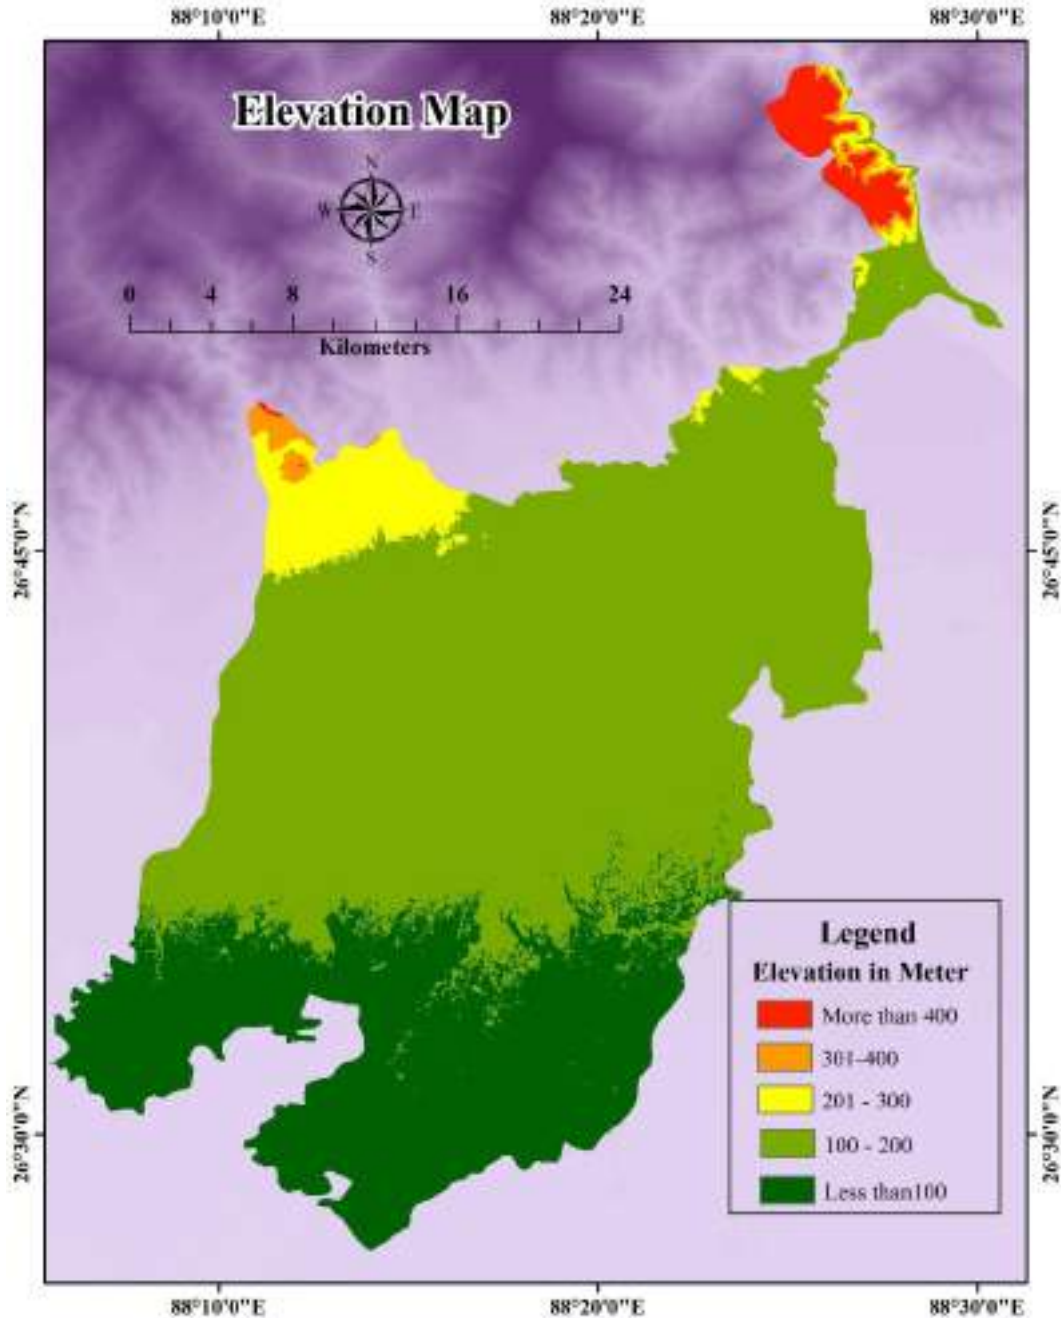 88°10'0"E 88°20'0"E 88°30'0"E
Elevation Map
N
W E
S
0 4 8 16 24
Kilometers
26°45'0"N 26°45'0"N
Legend
Elevation in Meter
More than 400
301-400
201 - 300
100 - 200
Less than100
26°30'0"N 26°30'0"N
88°10'0"E 88°20'0"E 88°30'0"E